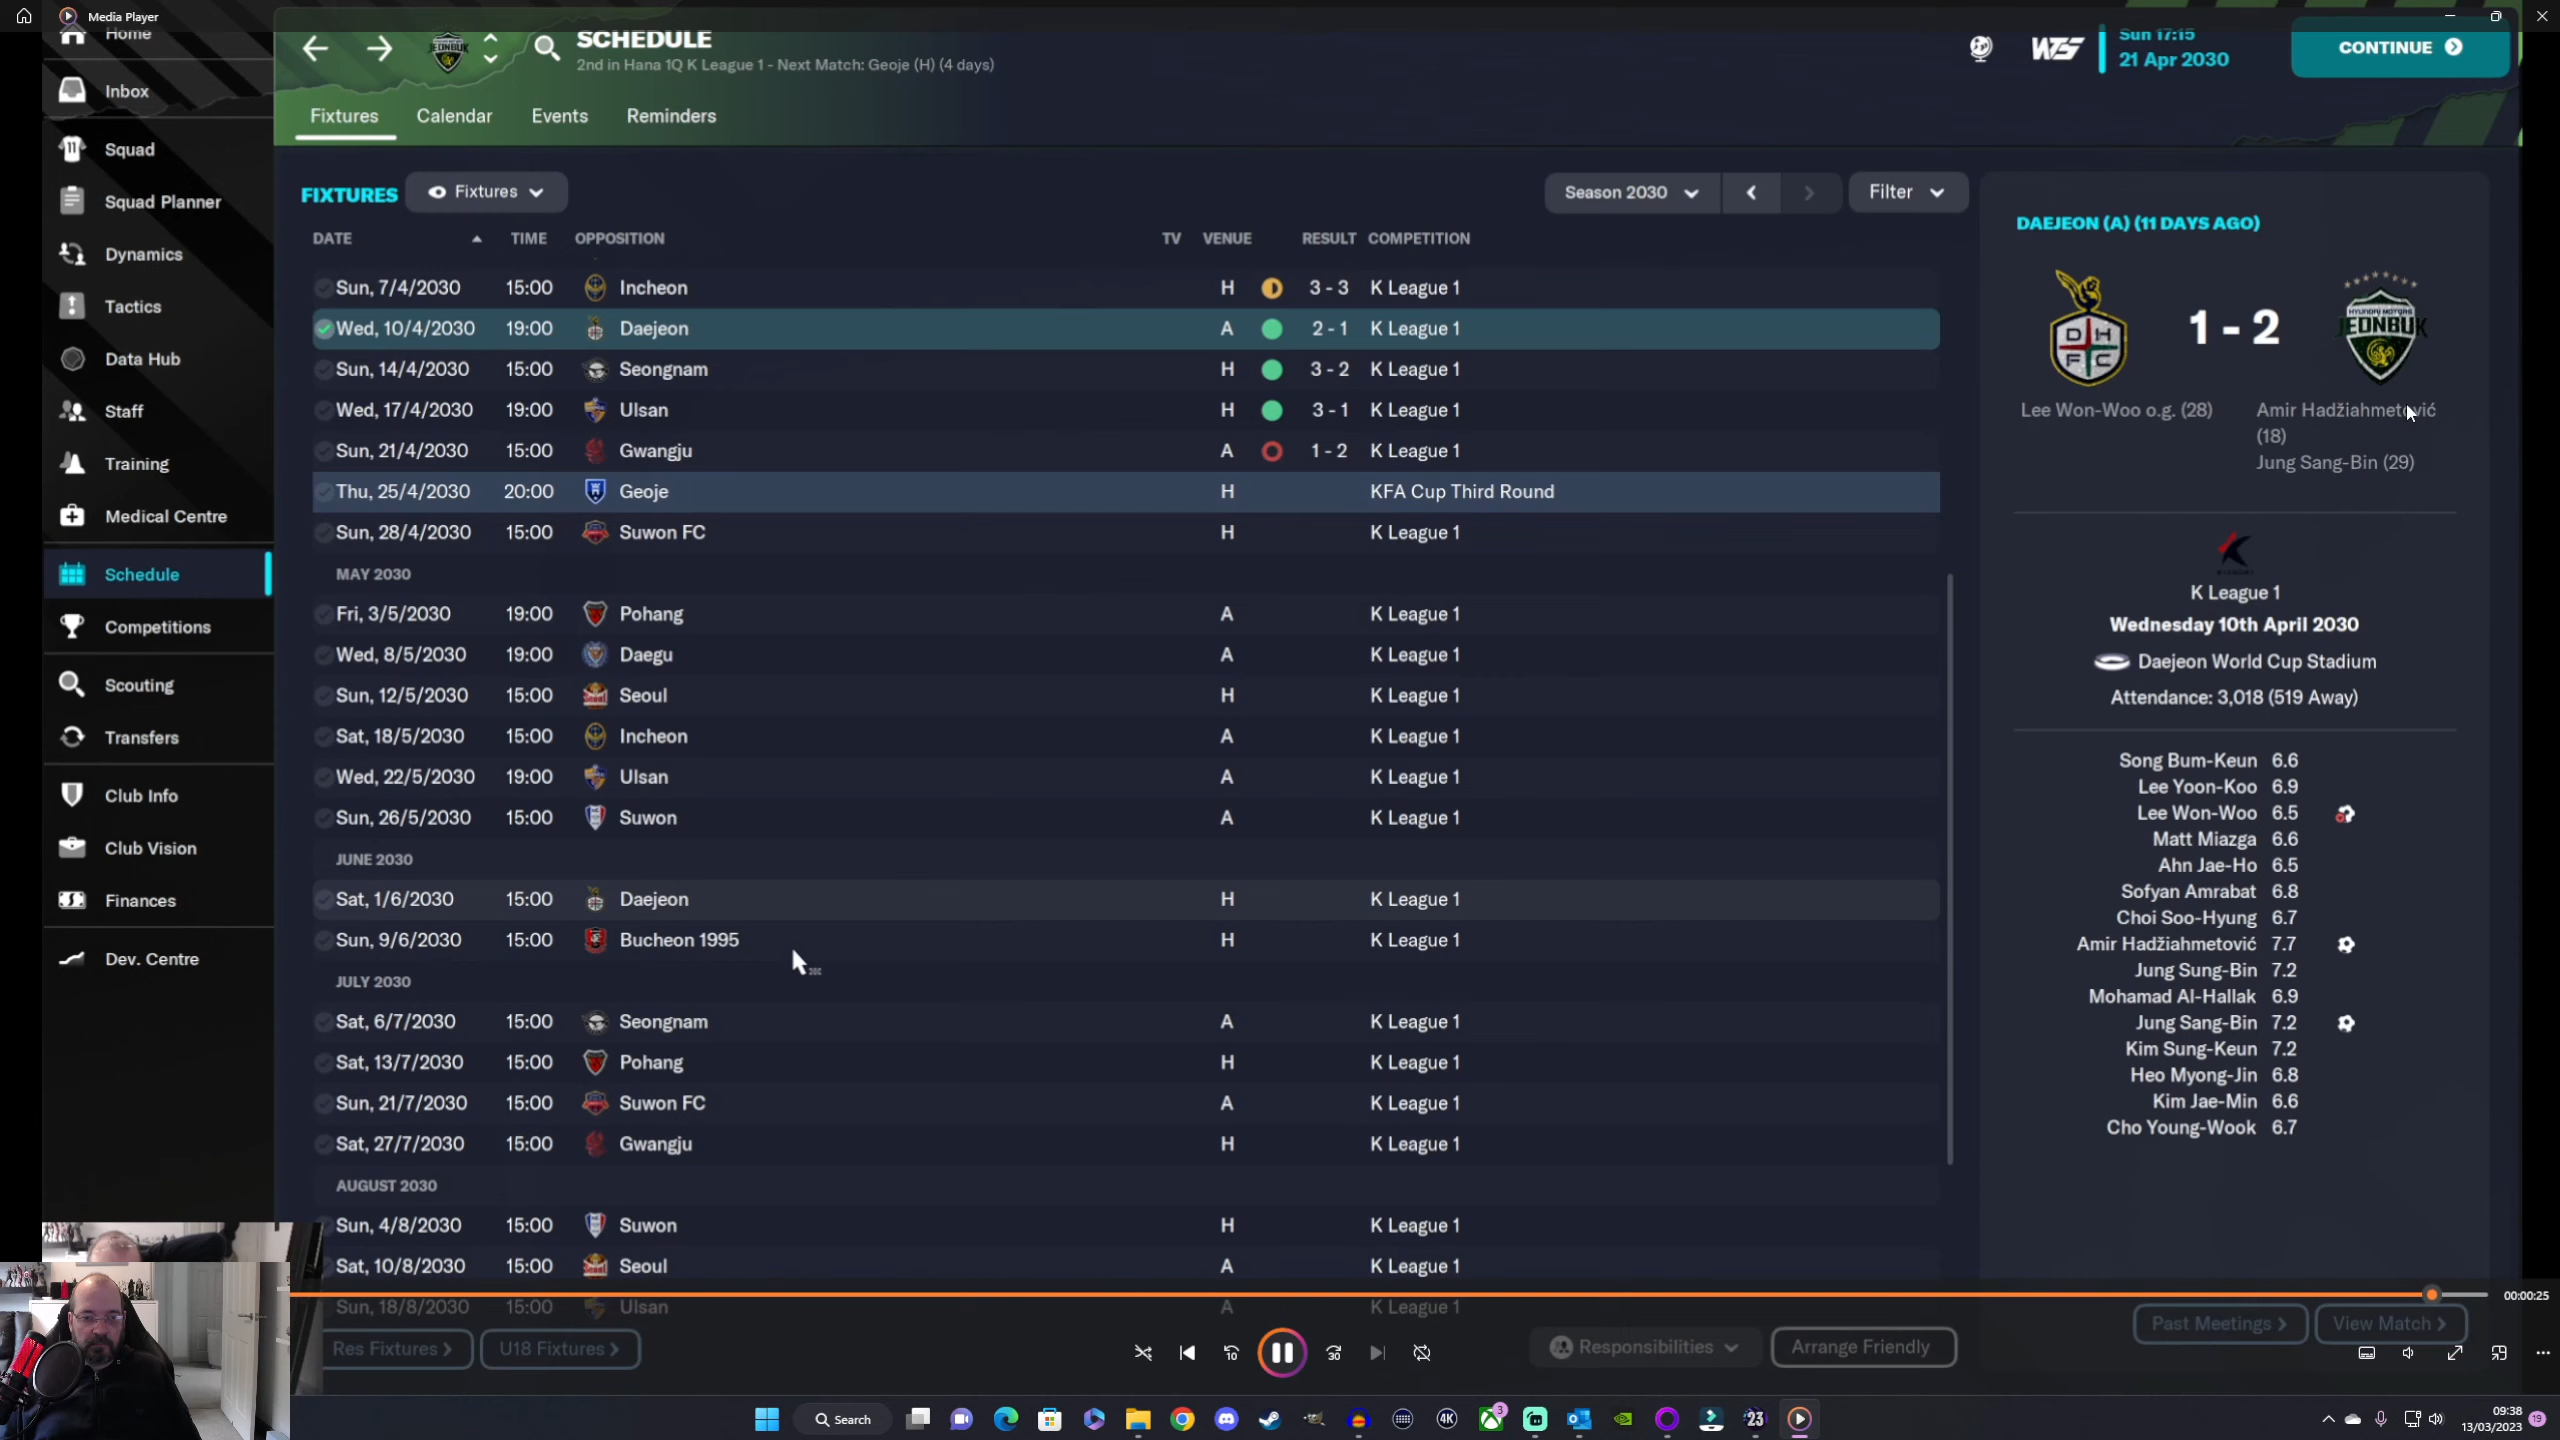 Media Player
Home
Inbox
Squad
Squad Planner
Dynamics
Tactics
Data Hub
Staff
Training
Medical Centre
Schedule
Competitions
Scouting
Transfers
Club Info
Club Vision
Finances
Dev. Centre
SCHEDULE
2nd in Hana 1Q K League 1 - Next Match: Geoje (H) (4 days)
Sun 17:15
21 Apr 2030
CONTINUE
Fixtures Calendar Events Reminders
FIXTURES Fixtures Season 2030 Filter
DATE TIME OPPOSITION TV VENUE RESULT COMPETITION
Sun, 7/4/2030 15:00 Incheon H 3 - 3 K League 1
Wed, 10/4/2030 19:00 Daejeon A 2 - 1 K League 1
Sun, 14/4/2030 15:00 Seongnam H 3 - 2 K League 1
Wed, 17/4/2030 19:00 Ulsan H 3 - 1 K League 1
Sun, 21/4/2030 15:00 Gwangju A 1 - 2 K League 1
Thu, 25/4/2030 20:00 Geoje H KFA Cup Third Round
Sun, 28/4/2030 15:00 Suwon FC H K League 1
MAY 2030
Fri, 3/5/2030 19:00 Pohang A K League 1
Wed, 8/5/2030 19:00 Daegu A K League 1
Sun, 12/5/2030 15:00 Seoul H K League 1
Sat, 18/5/2030 15:00 Incheon A K League 1
Wed, 22/5/2030 19:00 Ulsan A K League 1
Sun, 26/5/2030 15:00 Suwon A K League 1
JUNE 2030
Sat, 1/6/2030 15:00 Daejeon H K League 1
Sun, 9/6/2030 15:00 Bucheon 1995 H K League 1
JULY 2030
Sat, 6/7/2030 15:00 Seongnam A K League 1
Sat, 13/7/2030 15:00 Pohang H K League 1
Sun, 21/7/2030 15:00 Suwon FC A K League 1
Sat, 27/7/2030 15:00 Gwangju H K League 1
AUGUST 2030
Sun, 4/8/2030 15:00 Suwon H K League 1
Sat, 10/8/2030 15:00 Seoul A K League 1
Sun, 18/8/2030 15:00 Ulsan A K League 1
DAEJEON (A) (11 DAYS AGO)
DHFC
1 - 2
HYUNDAI MOTORS
JEONBUK
Lee Won-Woo o.g. (28)
Amir Hadžiahmetović
(18)
Jung Sang-Bin (29)
K League 1
Wednesday 10th April 2030
Daejeon World Cup Stadium
Attendance: 3,018 (519 Away)
Song Bum-Keun 6.6
Lee Yoon-Koo 6.9
Lee Won-Woo 6.5
Matt Miazga 6.6
Ahn Jae-Ho 6.5
Sofyan Amrabat 6.8
Choi Soo-Hyung 6.7
Amir Hadžiahmetović 7.7
Jung Sung-Bin 7.2
Mohamad Al-Hallak 6.9
Jung Sang-Bin 7.2
Kim Sung-Keun 7.2
Heo Myong-Jin 6.8
Kim Jae-Min 6.6
Cho Young-Wook 6.7
00:00:25
Res Fixtures U18 Fixtures Responsibilities Arrange Friendly Past Meetings View Match
10
30
Search
4K
3
23
09:38
13/03/2023
19